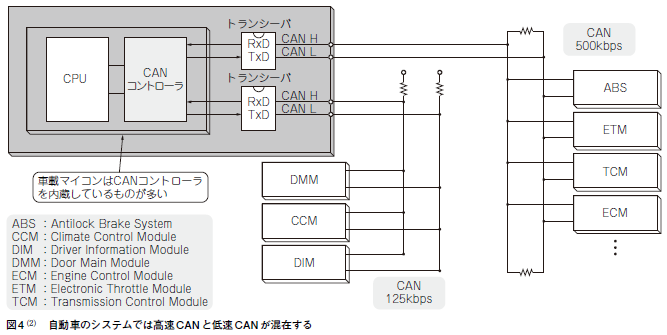 トランシーバ
CPU
CAN
コントローラ
RxD
TxD
CAN H
CAN L
トランシーバ
RxD
TxD
CAN H
CAN L
車載マイコンはCANコントローラ
を内蔵しているものが多い
CAN
500kbps
ABS
ETM
TCM
ECM
DMM
CCM
DIM
CAN
125kbps
ABS : Antilock Brake System
CCM : Climate Control Module
DIM : Driver Information Module
DMM : Door Main Module
ECM : Engine Control Module
ETM : Electronic Throttle Module
TCM : Transmission Control Module
図4(2) 自動車のシステムでは高速CANと低速CANが混在する